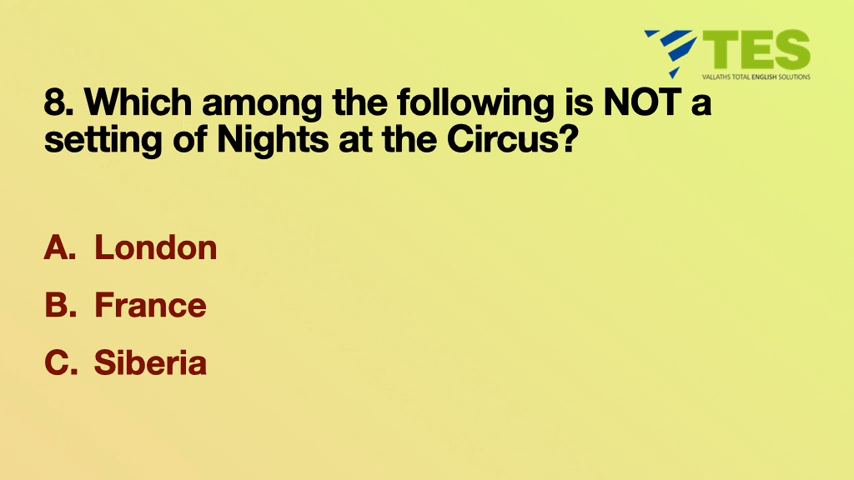 TES
VALLATHS TOTAL ENGLISH SOLUTIONS
8. Which among the following is NOT a
setting of Nights at the Circus?
A. London
B. France
C. Siberia